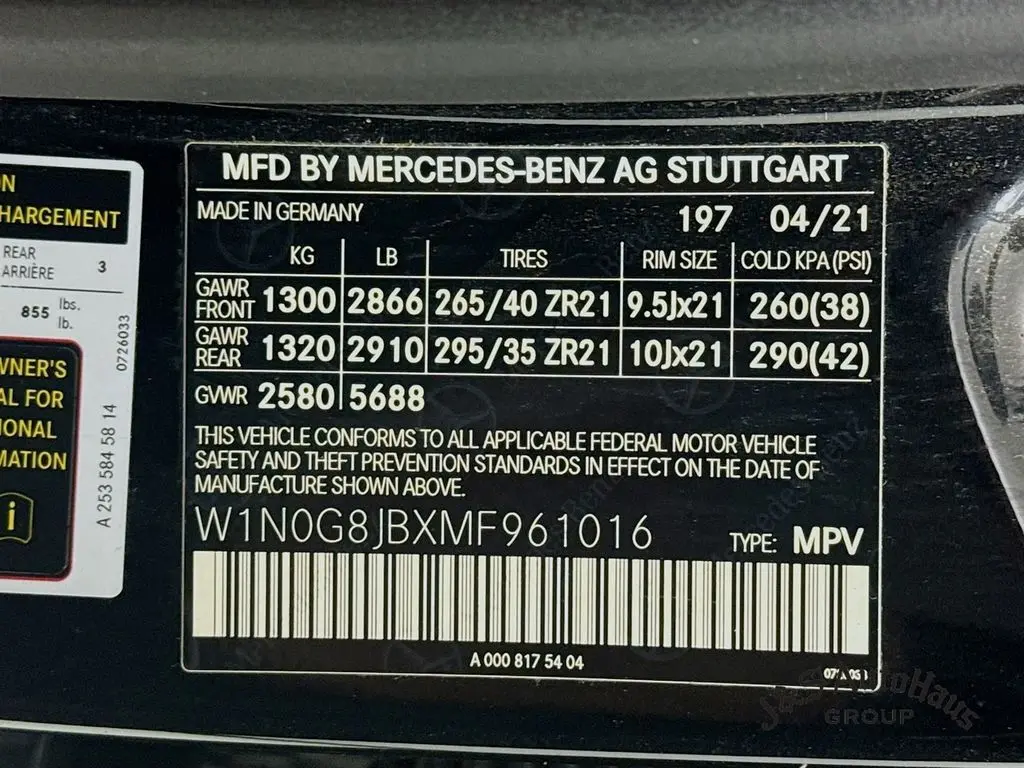 MFD BY MERCEDES-BENZ AG STUTTGART
MADE IN GERMANY 197 04/21
KG LB TIRES RIM SIZE COLD KPA (PSI)
GAWR FRONT 1300 2866 265/40 ZR21 9.5Jx21 260(38)
GAWR REAR 1320 2910 295/35 ZR21 10Jx21 290(42)
GVWR 2580 5688
THIS VEHICLE CONFORMS TO ALL APPLICABLE FEDERAL MOTOR VEHICLE
SAFETY AND THEFT PREVENTION STANDARDS IN EFFECT ON THE DATE OF
MANUFACTURE SHOWN ABOVE.
W1N0G8JBXMF961016 TYPE: MPV
A 000 817 54 04
REAR
ARRIÈRE 3
855 lbs.
lb.
0726033
A 253 584 58 14
HARGEMENT
WNER'S
AL FOR
IONAL
MATION
i
GROUP